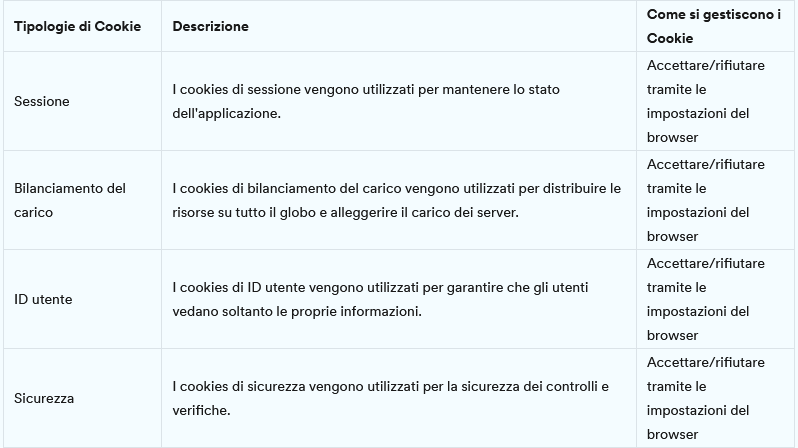 Tipologie di Cookie
Descrizione
Come si gestiscono i
Cookie
Sessione
I cookies di sessione vengono utilizzati per mantenere lo stato
dell'applicazione.
Accettare/rifiutare
tramite le
impostazioni del
browser
Bilanciamento del
carico
I cookies di bilanciamento del carico vengono utilizzati per distribuire le
risorse su tutto il globo e alleggerire il carico dei server.
Accettare/rifiutare
tramite le
impostazioni del
browser
ID utente
I cookies di ID utente vengono utilizzati per garantire che gli utenti
vedano soltanto le proprie informazioni.
Accettare/rifiutare
tramite le
impostazioni del
browser
Sicurezza
I cookies di sicurezza vengono utilizzati per la sicurezza dei controlli e
verifiche.
Accettare/rifiutare
tramite le
impostazioni del
browser